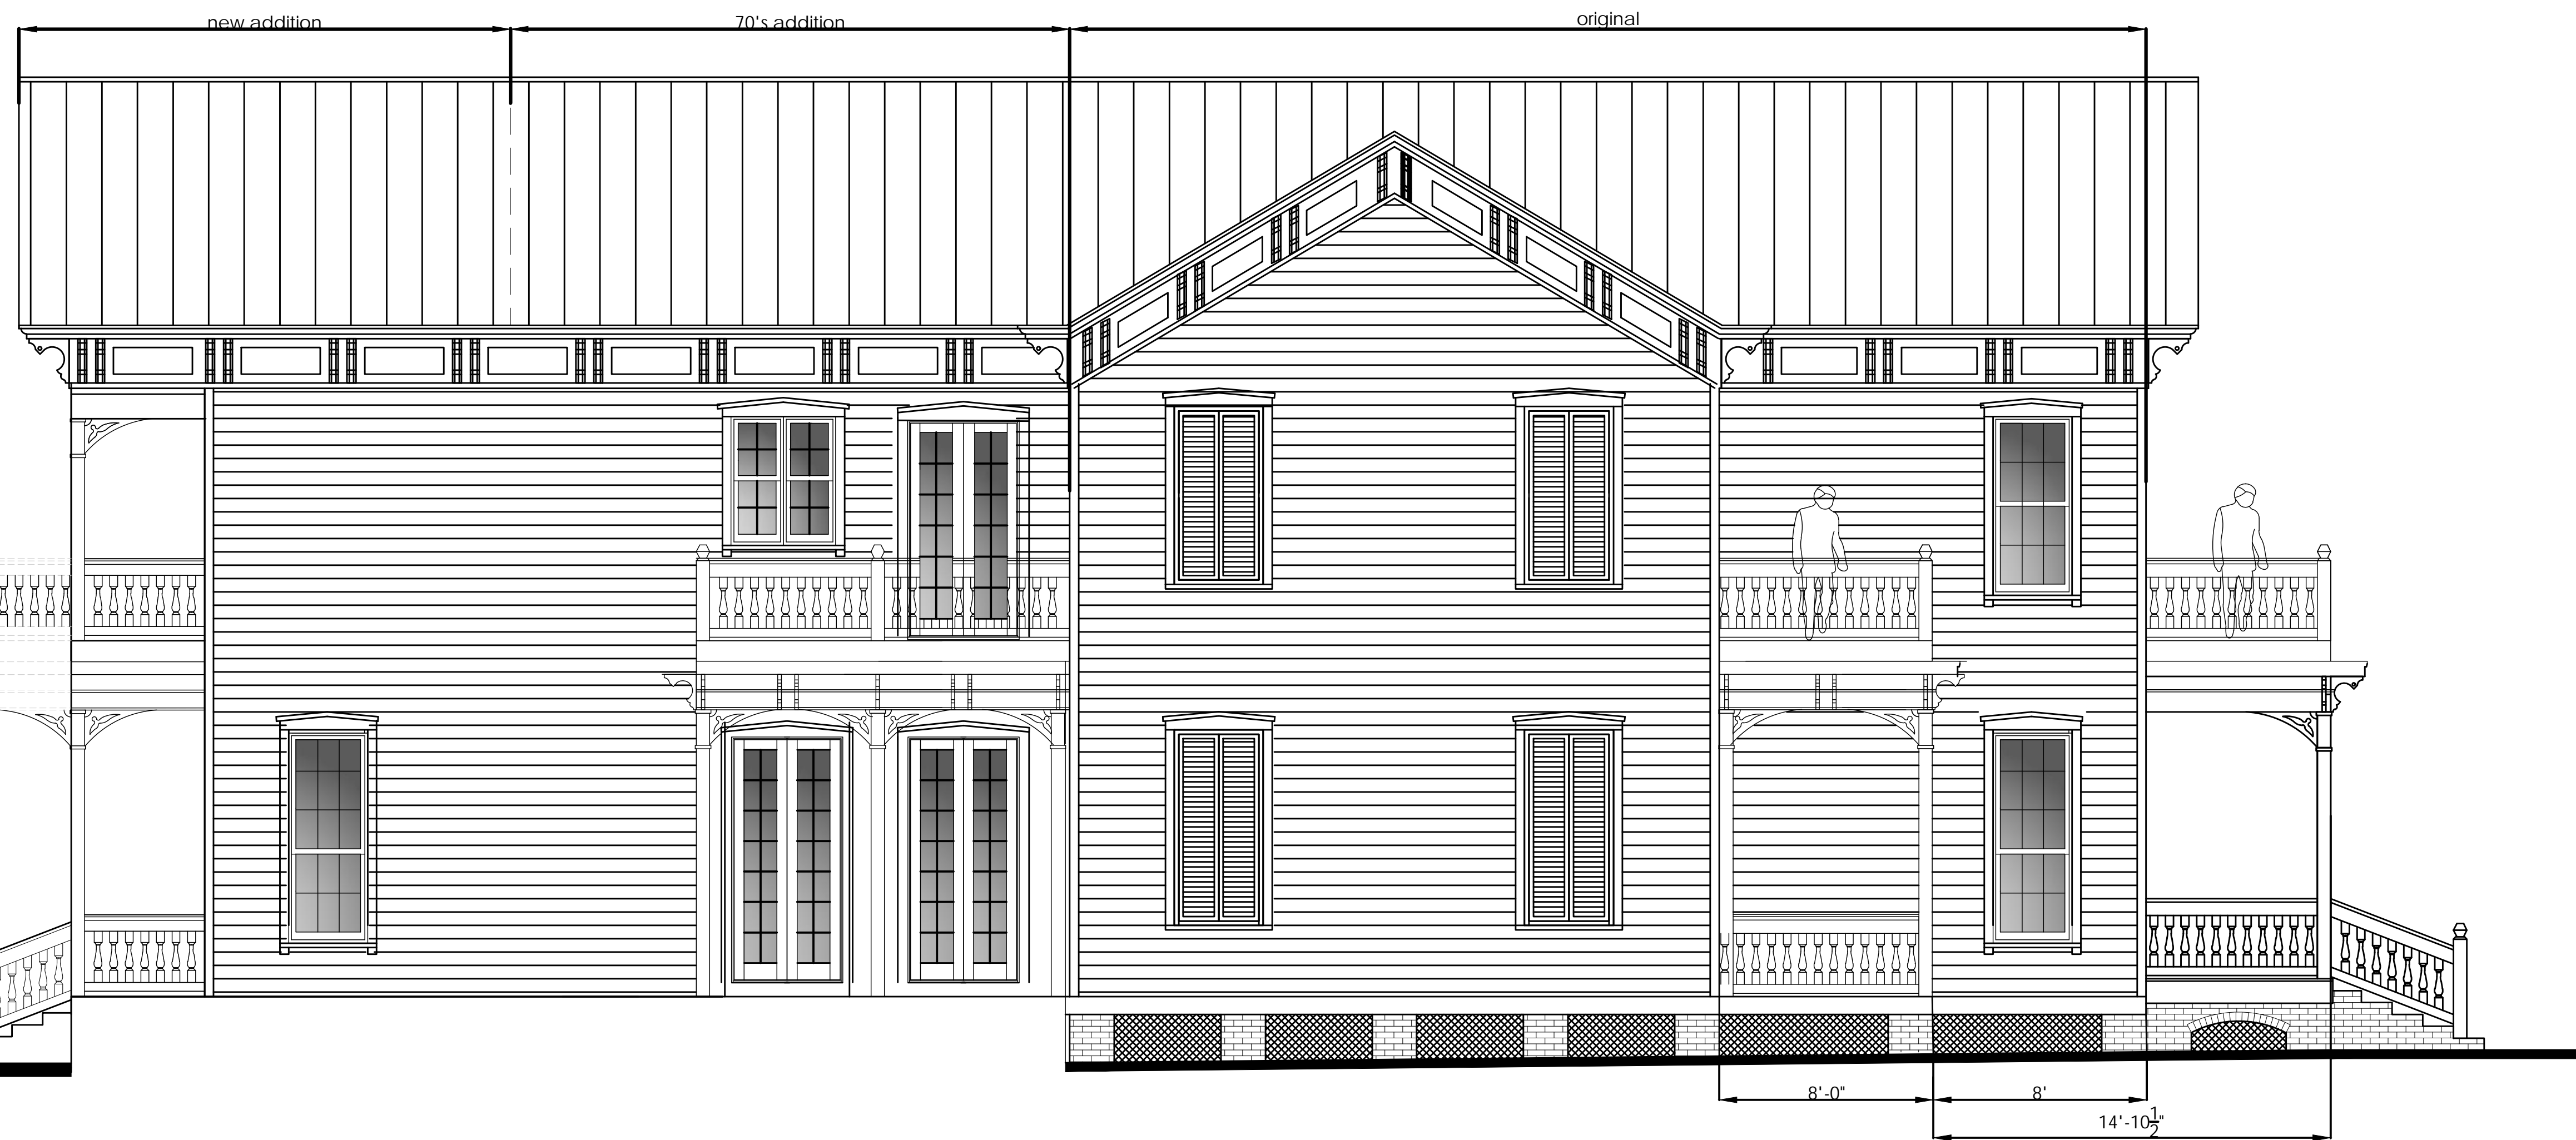 new addition
70's addition
original
8'-0"
8'
14'-10 1/2"